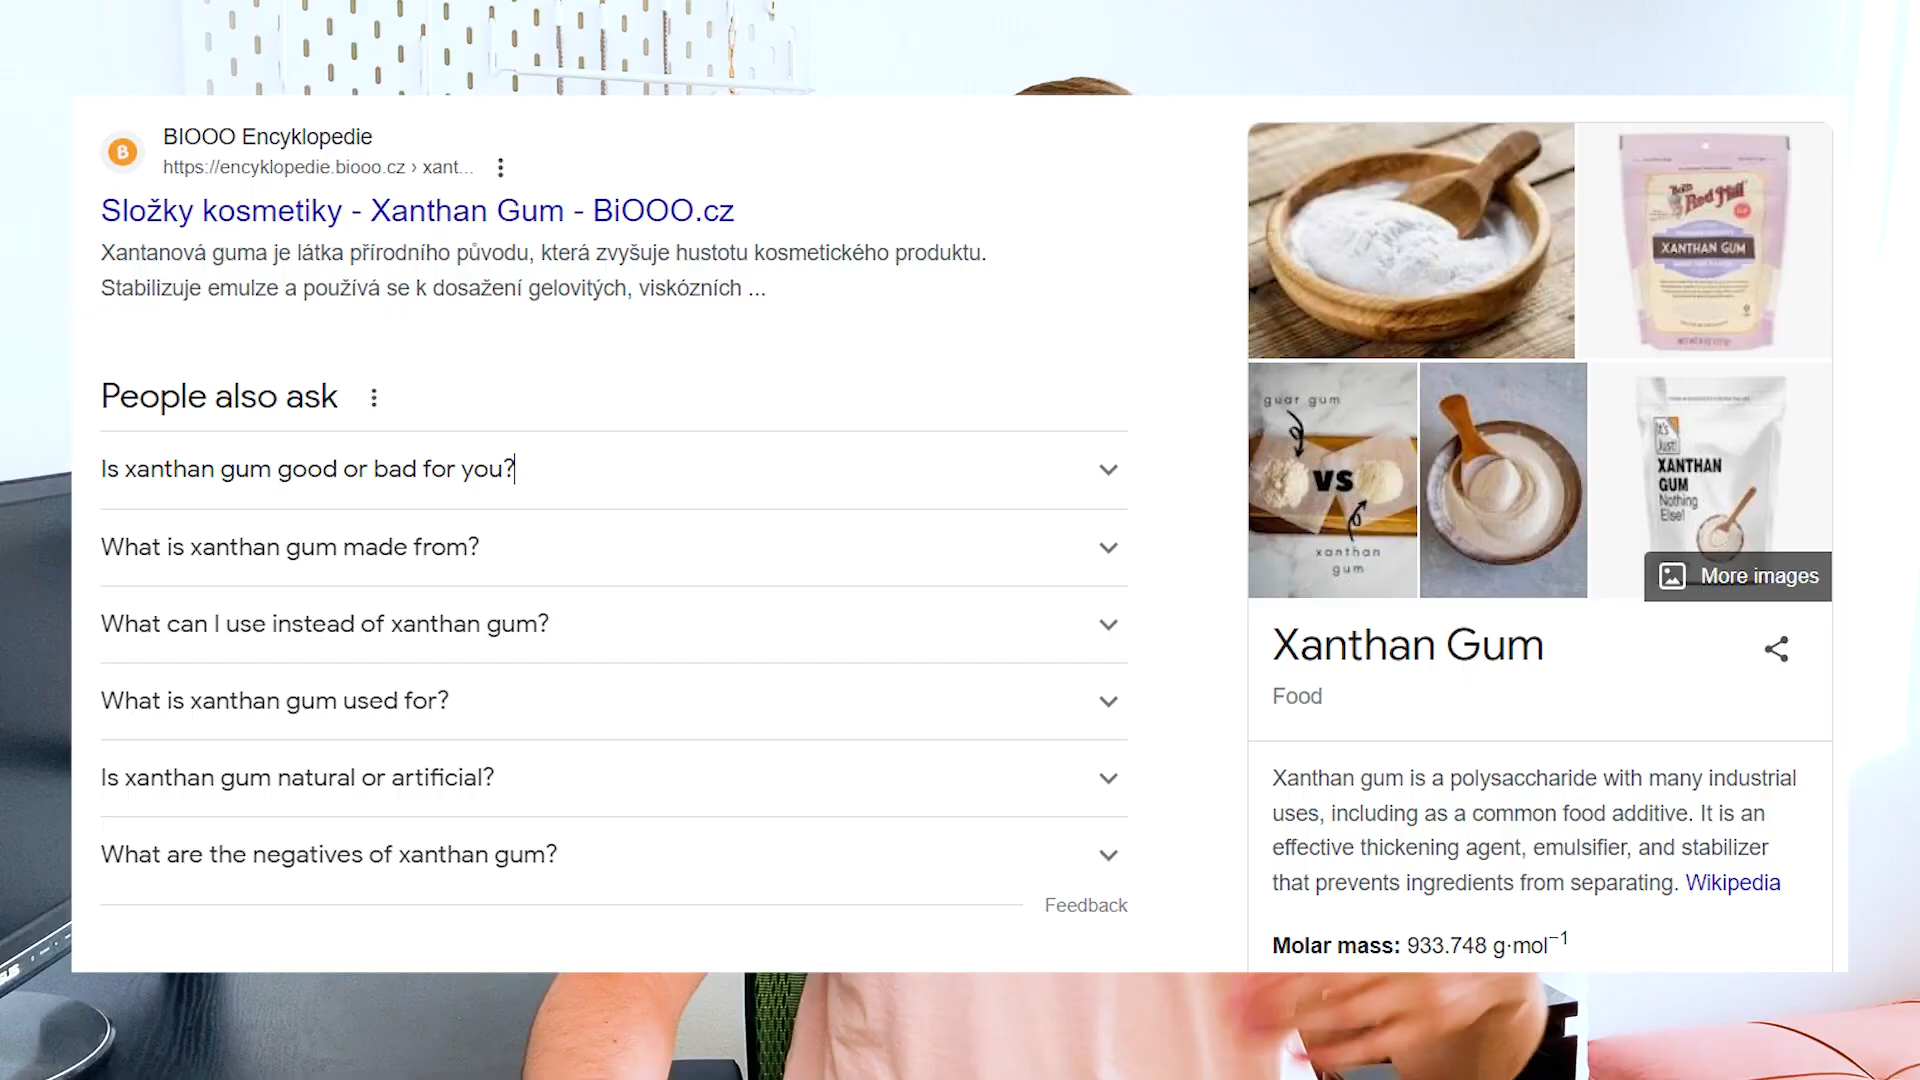 BIOOO Encyklopedie
https://encyklopedie.biooo.cz › xant...
Složky kosmetiky - Xanthan Gum - BiOOO.cz
Xantanová guma je látka přírodního původu, která zvyšuje hustotu kosmetického produktu.
Stabilizuje emulze a používá se k dosažení gelovitých, viskózních ...
People also ask
Is xanthan gum good or bad for you?
What is xanthan gum made from?
What can I use instead of xanthan gum?
What is xanthan gum used for?
Is xanthan gum natural or artificial?
What are the negatives of xanthan gum?
Feedback
Bob's
Red Mill
XANTHAN GUM
guar gum
VS
xanthan
gum
It's
Just!
XANTHAN
GUM
Nothing
Else!
More images
Xanthan Gum
Food
Xanthan gum is a polysaccharide with many industrial
uses, including as a common food additive. It is an
effective thickening agent, emulsifier, and stabilizer
that prevents ingredients from separating. Wikipedia
Molar mass: 933.748 g·mol⁻¹